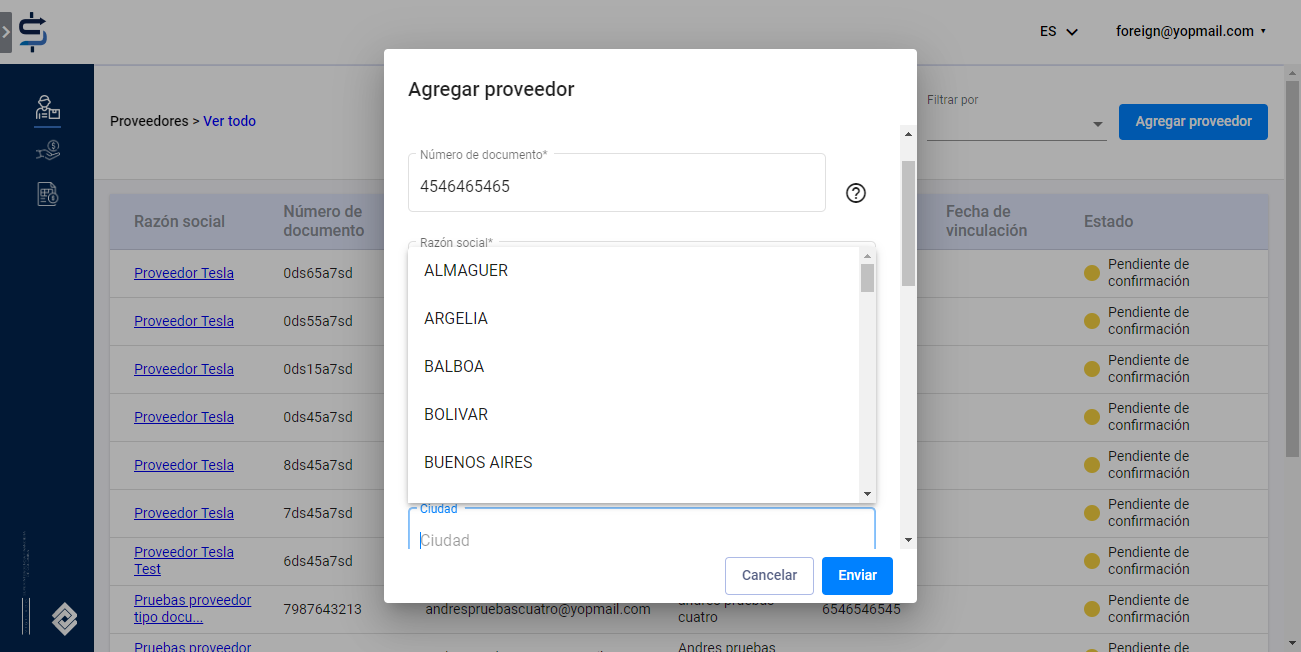 ES
foreign@yopmail.com
Agregar proveedor
Proveedores > Ver todo
Filtrar por
Agregar proveedor
Número de documento*
4546465465
Razón social*
ALMAGUER
ARGELIA
BALBOA
BOLIVAR
BUENOS AIRES
Ciudad
Ciudad
Cancelar
Enviar
Razón social
Número de
documento
Fecha de
vinculación
Estado
Proveedor Tesla
0ds65a7sd
Pendiente de
confirmación
Proveedor Tesla
0ds55a7sd
Pendiente de
confirmación
Proveedor Tesla
0ds15a7sd
Pendiente de
confirmación
Proveedor Tesla
0ds45a7sd
Pendiente de
confirmación
Proveedor Tesla
8ds45a7sd
Pendiente de
confirmación
Proveedor Tesla
7ds45a7sd
Pendiente de
confirmación
Proveedor Tesla
Test
6ds45a7sd
Pendiente de
confirmación
Pruebas proveedor
tipo docu...
7987643213
andrespruebascuatro@yopmail.com
andres pruebas
cuatro
6546546545
Pendiente de
confirmación
Pruebas proveedor
Andres pruebas
Pendiente de